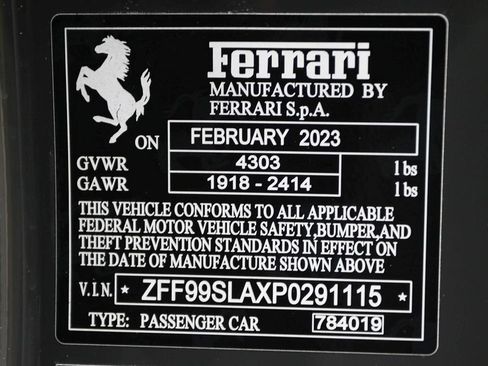 Ferrari
MANUFACTURED BY
FERRARI S.p.A.
ON FEBRUARY 2023
GVWR 4303 lbs
GAWR 1918 - 2414 lbs
THIS VEHICLE CONFORMS TO ALL APPLICABLE
FEDERAL MOTOR VEHICLE SAFETY,BUMPER,AND
THEFT PREVENTION STANDARDS IN EFFECT ON
THE DATE OF MANUFACTURE SHOWN ABOVE
V.I.N. * ZFF99SLAXP0291115 *
TYPE: PASSENGER CAR 784019